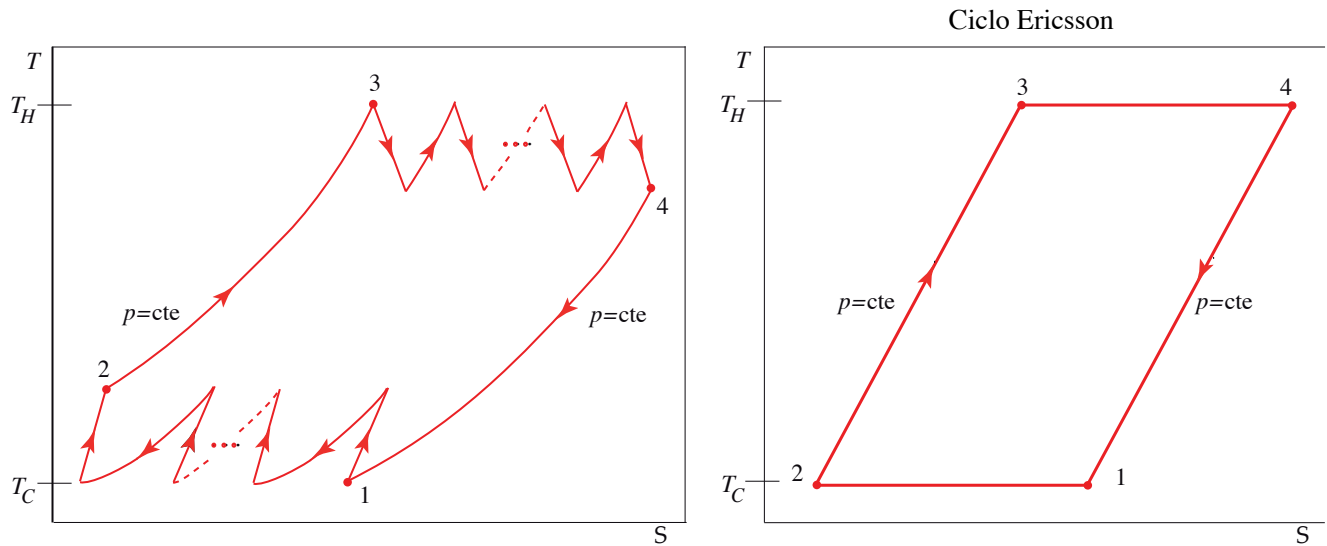 T
T_H
3
4
p=cte
p=cte
2
T_C
1
S
Ciclo Ericsson
T
T_H
3
4
p=cte
p=cte
T_C
2
1
S